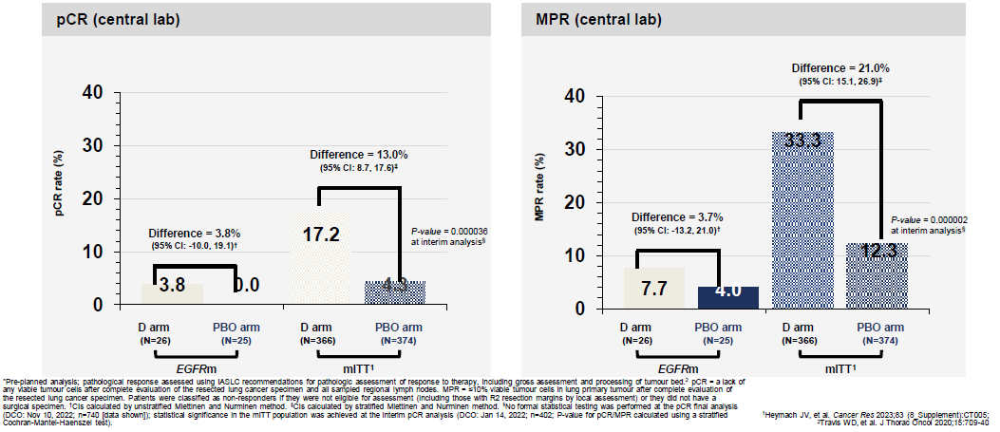 pCR (central lab)
40
30
20
10
0
pCR rate (%)
Difference = 3.8%
(95% CI: -10.0, 19.1)†
Difference = 13.0%
(95% CI: 8.7, 17.6)‡
P-value = 0.000036
at interim analysis§
3.8
0.0
17.2
4.3
D arm
(N=26)
PBO arm
(N=25)
D arm
(N=366)
PBO arm
(N=374)
EGFRm
mITT¹
MPR (central lab)
40
30
20
10
0
MPR rate (%)
Difference = 3.7%
(95% CI: -13.2, 21.0)†
Difference = 21.0%
(95% CI: 15.1, 26.9)‡
P-value = 0.000002
at interim analysis§
7.7
4.0
33.3
12.3
D arm
(N=26)
PBO arm
(N=25)
D arm
(N=366)
PBO arm
(N=374)
EGFRm
mITT¹
*Pre-planned analysis; pathological response assessed using IASLC recommendations for pathologic assessment of response to therapy, including gross assessment and processing of tumour bed.² pCR = a lack of
any viable tumour cells after complete evaluation of the resected lung cancer specimen and all sampled regional lymph nodes. MPR = ≤10% viable tumour cells in lung primary tumour after complete evaluation of
the resected lung cancer specimen. Patients were classified as non-responders if they were not eligible for assessment (including those with R2 resection margins by local assessment) or they did not have a
surgical specimen. †CIs calculated by unstratified Miettinen and Nurminen method. ‡CIs calculated by stratified Miettinen and Nurminen method. §No formal statistical testing was performed at the pCR final analysis
(DCO: Nov 10, 2022; n=740 [data shown]); statistical significance in the mITT population was achieved at the interim pCR analysis (DCO: Jan 14, 2022; n=402; P-value for pCR/MPR calculated using a stratified
Cochran-Mantel-Haenszel test).
¹Heymach JV, et al. Cancer Res 2023;83 (8_Supplement):CT005;
²Travis WD, et al. J Thorac Oncol 2020;15:709-40